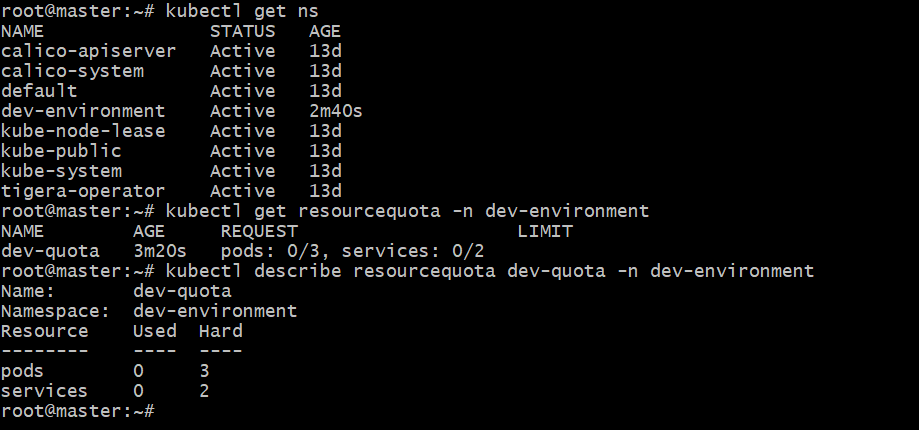 root@master:~# kubectl get ns
NAME               STATUS   AGE
calico-apiserver   Active   13d
calico-system      Active   13d
default            Active   13d
dev-environment    Active   2m40s
kube-node-lease    Active   13d
kube-public        Active   13d
kube-system        Active   13d
tigera-operator    Active   13d
root@master:~# kubectl get resourcequota -n dev-environment
NAME        AGE     REQUEST                    LIMIT
dev-quota   3m20s   pods: 0/3, services: 0/2
root@master:~# kubectl describe resourcequota dev-quota -n dev-environment
Name:       dev-quota
Namespace:  dev-environment
Resource    Used  Hard
--------    ----  ----
pods        0     3
services    0     2
root@master:~#